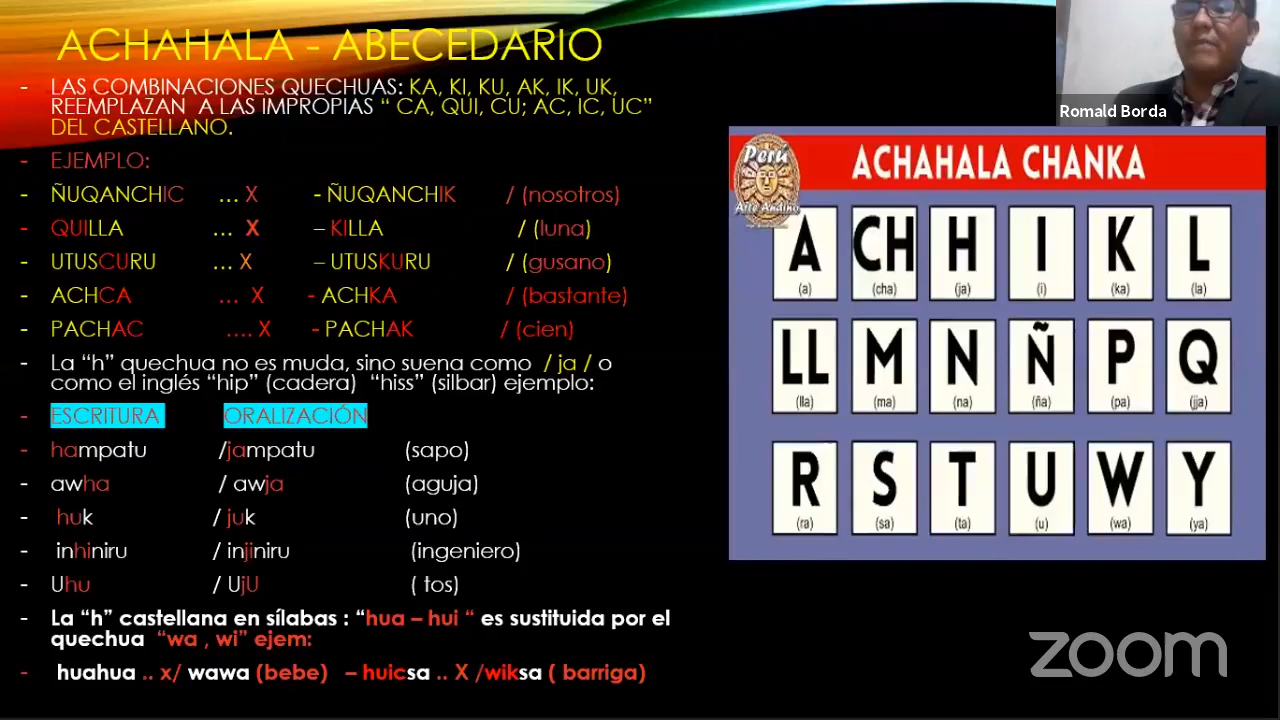 ACHAHALA - ABECEDARIO
- LAS COMBINACIONES QUECHUAS: KA, KI, KU, AK, IK, UK,
REEMPLAZAN A LAS IMPROPIAS “ CA, QUI, CU; AC, IC, UC”
DEL CASTELLANO.
- EJEMPLO:
- ÑUQANCHIC ... X - ÑUQANCHIK / (nosotros)
- QUILLA ... X – KILLA / (luna)
- UTUSCURU ... X – UTUSKURU / (gusano)
- ACHCA ... X - ACHKA / (bastante)
- PACHAC .... X - PACHAK / (cien)
- La “h” quechua no es muda, sino suena como / ja / o
como el inglés “hip” (cadera) “hiss” (silbar) ejemplo:
- ESCRITURA ORALIZACIÓN
- hampatu /jampatu (sapo)
- awha / awja (aguja)
- huk / juk (uno)
- inhiniru / injiniru (ingeniero)
- Uhu / UjU ( tos)
- La “h” castellana en sílabas : “hua – hui “ es sustituida por el
quechua “wa , wi” ejem:
- huahua .. x/ wawa (bebe) – huicsa .. X /wiksa ( barriga)
Romald Borda
Perú
Arte Andino
ACHAHALA CHANKA
A CH H I K L
(a) (cha) (ja) (i) (ka) (la)
LL M N Ñ P Q
(lla) (ma) (na) (ña) (pa) (jja)
R S T U W Y
(ra) (sa) (ta) (u) (wa) (ya)
zoom